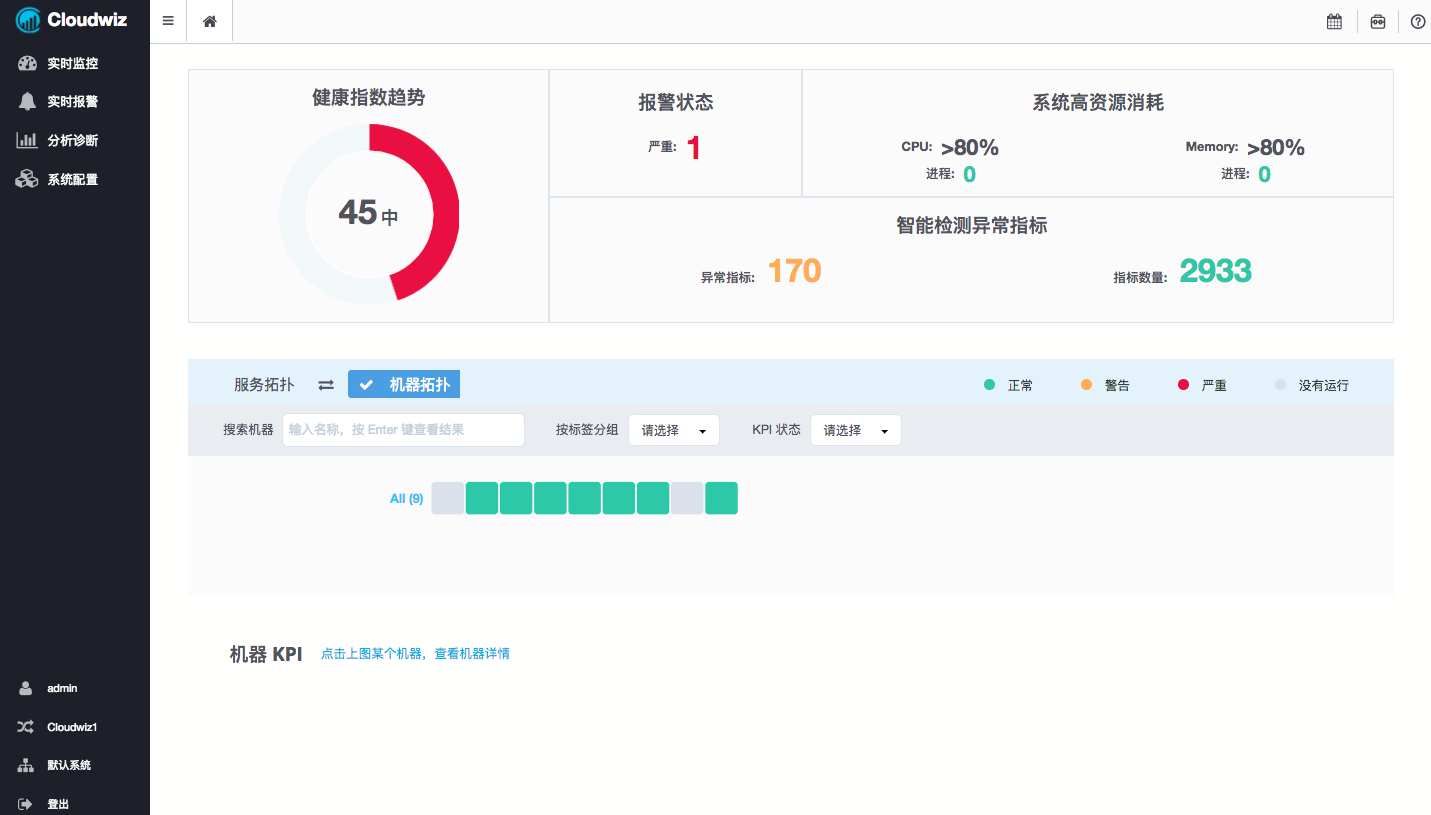 Cloudwiz
实时监控
实时报警
分析诊断
系统配置
admin
Cloudwiz1
默认系统
登出
健康指数趋势
45 中
报警状态
严重: 1
系统高资源消耗
CPU: >80%
进程: 0
Memory: >80%
进程: 0
智能检测异常指标
异常指标: 170
指标数量: 2933
服务拓扑 机器拓扑 正常 警告 严重 没有运行
搜索机器 输入名称，按 Enter 键查看结果 按标签分组 请选择 KPI 状态 请选择
All (9)
机器 KPI 点击上图某个机器，查看机器详情